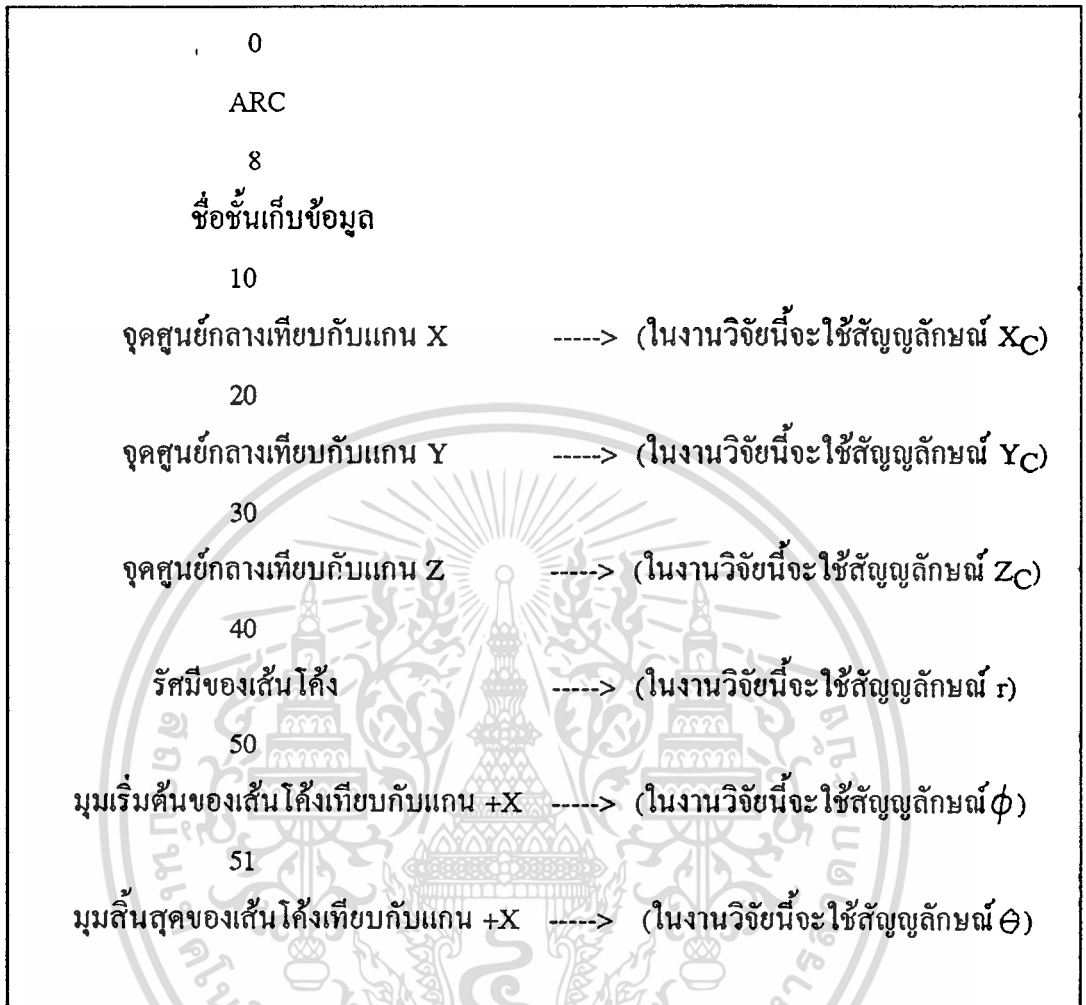 0
ARC
8
ชื่อชั้นเก็บข้อมูล
10
จุดศูนย์กลางเทียบกับแกน X -----> (ในงานวิจัยนี้จะใช้สัญญูลักษณ์ X_C)
20
จุดศูนย์กลางเทียบกับแกน Y -----> (ในงานวิจัยนี้จะใช้สัญญูลักษณ์ Y_C)
30
จุดศูนย์กลางเทียบกับแกน Z -----> (ในงานวิจัยนี้จะใช้สัญญูลักษณ์ Z_C)
40
รัศมีของเส้นโค้ง -----> (ในงานวิจัยนี้จะใช้สัญญูลักษณ์ r)
50
มุมเริ่มต้นของเส้นโค้งเทียบกับแกน +X -----> (ในงานวิจัยนี้จะใช้สัญญูลักษณ์ ϕ)
51
มุมสิ้นสุดของเส้นโค้งเทียบกับแกน +X -----> (ในงานวิจัยนี้จะใช้สัญญูลักษณ์ θ)